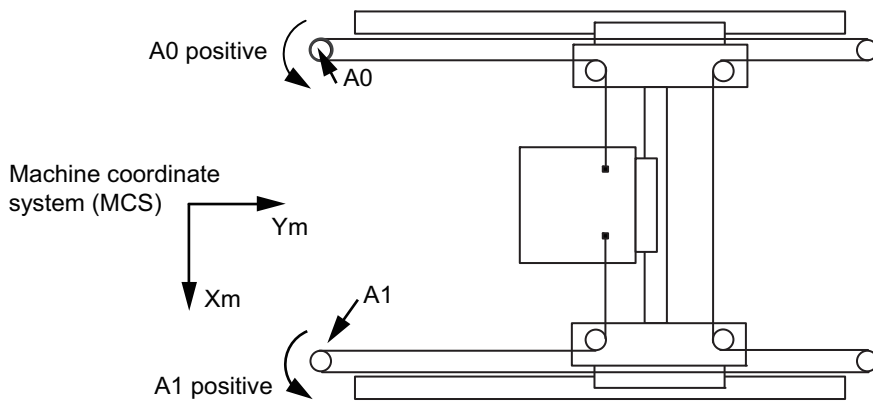 A0 positive
A0
Machine coordinate
system (MCS)
Ym
Xm
A1
A1 positive